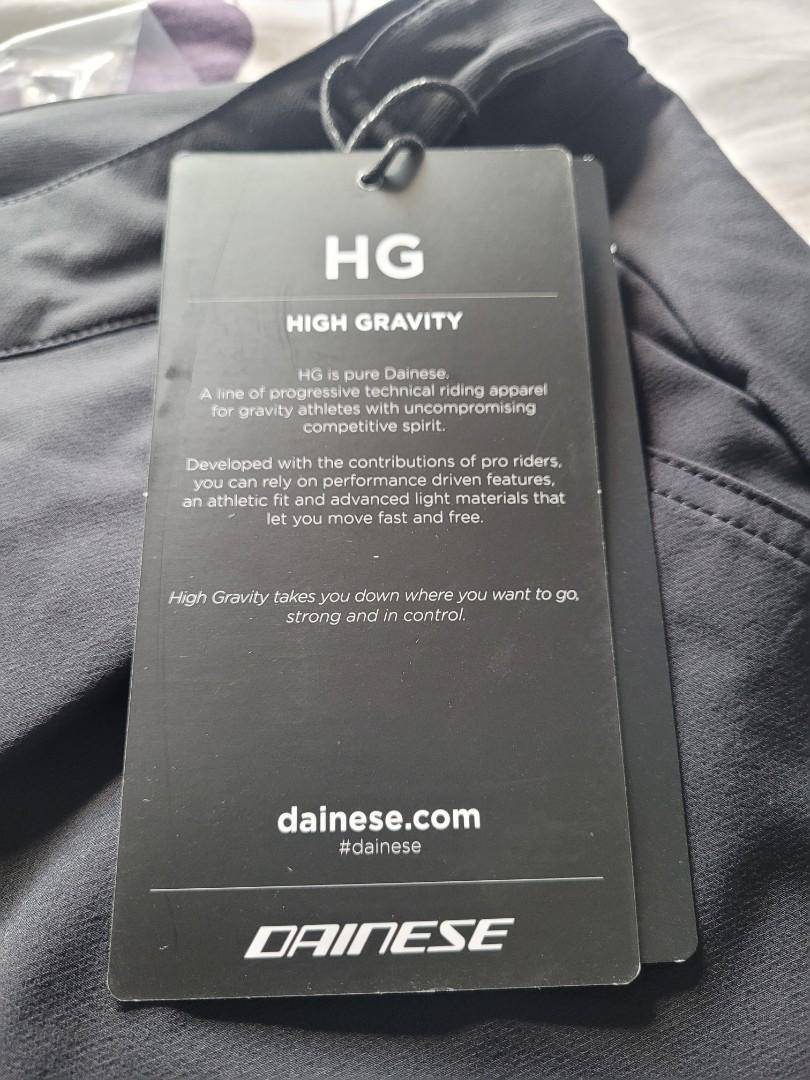 HG
HIGH GRAVITY
HG is pure Dainese.
A line of progressive technical riding apparel
for gravity athletes with uncompromising
competitive spirit.
Developed with the contributions of pro riders,
you can rely on performance driven features,
an athletic fit and advanced light materials that
let you move fast and free.
High Gravity takes you down where you want to go,
strong and in control.
dainese.com
#dainese
DAINESE